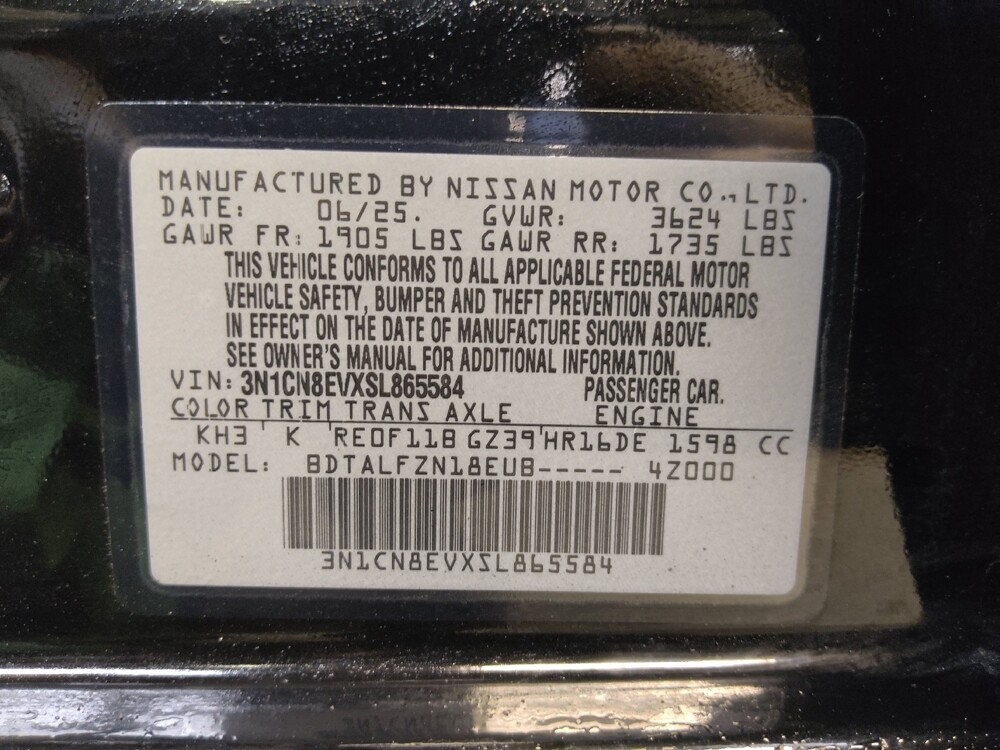 MANUFACTURED BY NISSAN MOTOR CO.,LTD.
DATE: 06/25. GVWR: 3624 LBS
GAWR FR: 1905 LBS GAWR RR: 1735 LBS
THIS VEHICLE CONFORMS TO ALL APPLICABLE FEDERAL MOTOR
VEHICLE SAFETY, BUMPER AND THEFT PREVENTION STANDARDS
IN EFFECT ON THE DATE OF MANUFACTURE SHOWN ABOVE.
SEE OWNER'S MANUAL FOR ADDITIONAL INFORMATION.
VIN: 3N1CN8EVXSL865584 PASSENGER CAR.
COLOR TRIM TRANS AXLE ENGINE
KH3 K RE0F11B GZ39 HR16DE 1598 CC
MODEL: BDTALFZN18EUB----- 4Z000
3N1CN8EVXSL865584